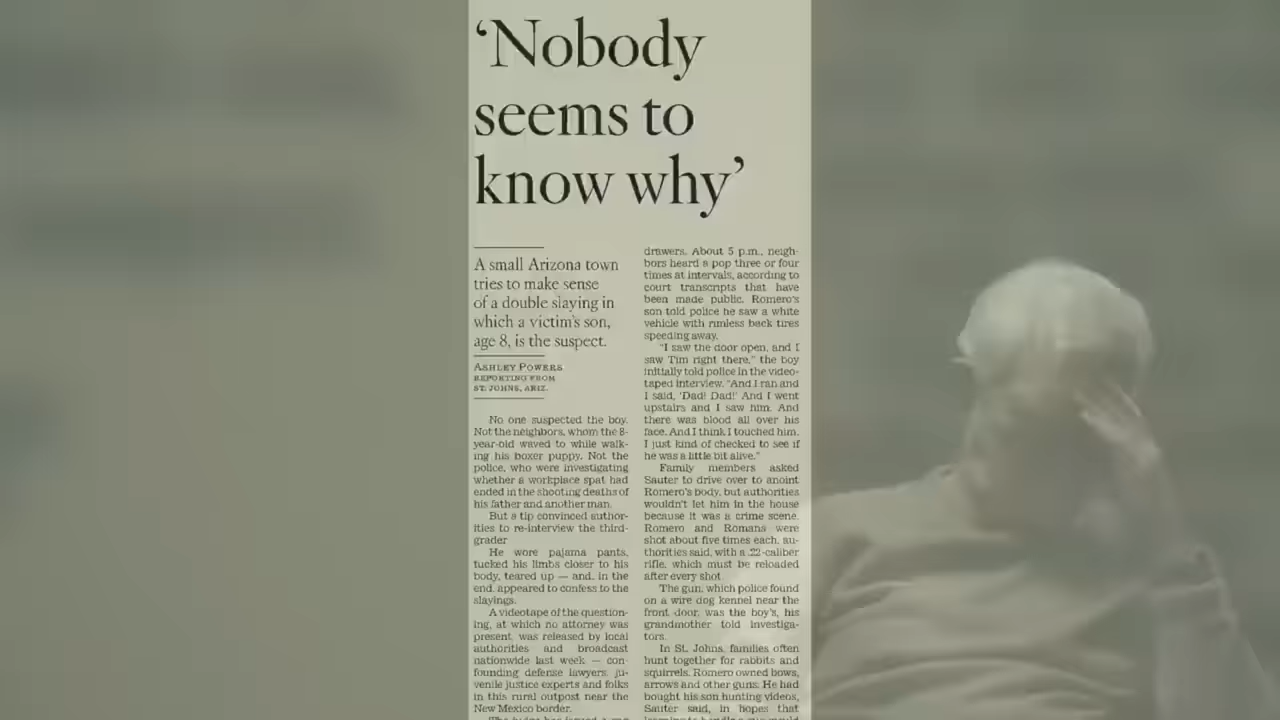 ‘Nobody
seems to
know why’
A small Arizona town
tries to make sense
of a double slaying in
which a victim's son,
age 8, is the suspect.
ASHLEY POWERS
REPORTING FROM
ST. JOHNS, ARIZ.
No one suspected the boy.
Not the neighbors, whom the 8-
year-old waved to while walk-
ing his boxer puppy. Not the
police, who were investigating
whether a workplace spat had
ended in the shooting deaths of
his father and another man.
But a tip convinced author-
ities to re-interview the third-
grader
He wore pajama pants,
tucked his limbs closer to his
body, teared up — and, in the
end, appeared to confess to the
slayings.
A videotape of the question-
ing, at which no attorney was
present, was released by local
authorities and broadcast
nationwide last week — con-
founding defense lawyers, ju-
venile justice experts and folks
in this rural outpost near the
New Mexico border.
drawers. About 5 p.m., neigh-
bors heard a pop three or four
times at intervals, according to
court transcripts that have
been made public. Romero's
son told police he saw a white
vehicle with rimless back tires
speeding away.
"I saw the door open, and I
saw Tim right there," the boy
initially told police in the video-
taped interview. "And I ran and
I said, 'Dad! Dad!' And I went
upstairs and I saw him. And
there was blood all over his
face. And I think I touched him.
I just kind of checked to see if
he was a little bit alive."
Family members asked
Sauter to drive over to anoint
Romero's body, but authorities
wouldn't let him in the house
because it was a crime scene.
Romero and Romans were
shot about five times each, au-
thorities said, with a .22-caliber
rifle, which must be reloaded
after every shot.
The gun, which police found
on a wire dog kennel near the
front door, was the boy's, his
grandmother told investiga-
tors.
In St. Johns, families often
hunt together for rabbits and
squirrels. Romero owned bows,
arrows and other guns. He had
bought his son hunting videos,
Sauter said, in hopes that